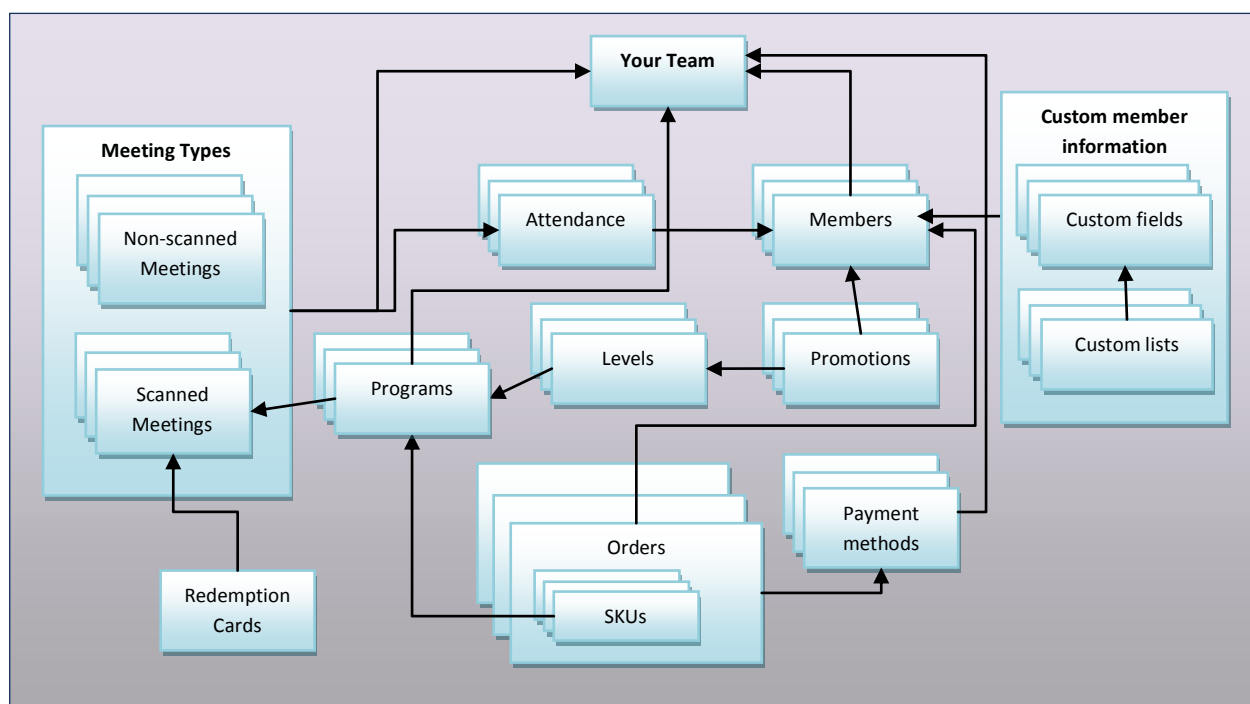 Your Team
Custom member
information
Meeting Types
Non-scanned
Meetings
Attendance
Members
Custom fields
Custom lists
Scanned
Meetings
Programs
Levels
Promotions
Orders
SKUs
Payment
methods
Redemption
Cards